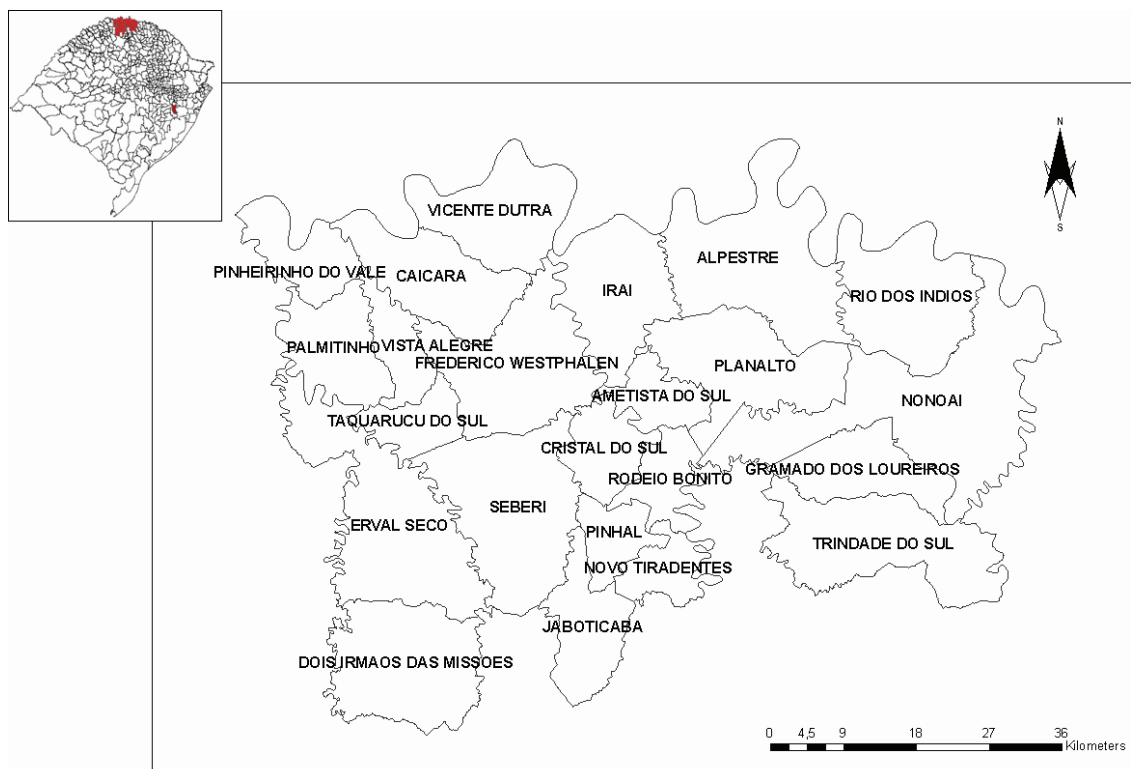 N
S
VICENTE DUTRA
ALPESTRE
PINHEIRINHO DO VALE
CAICARA
IRAI
RIO DOS INDIOS
PALMITINHO
VISTA ALEGRE
FREDERICO WESTPHALEN
PLANALTO
AMETISTA DO SUL
NONOAI
TAQUARUCU DO SUL
CRISTAL DO SUL
RODEIO BONITO
GRAMADO DOS LOUREIROS
SEBERI
ERVAL SECO
PINHAL
TRINDADE DO SUL
NOVO TIRADENTES
JABOTICABA
DOIS IRMAOS DAS MISSOES
0 4,5 9 18 27 36
Kilometers